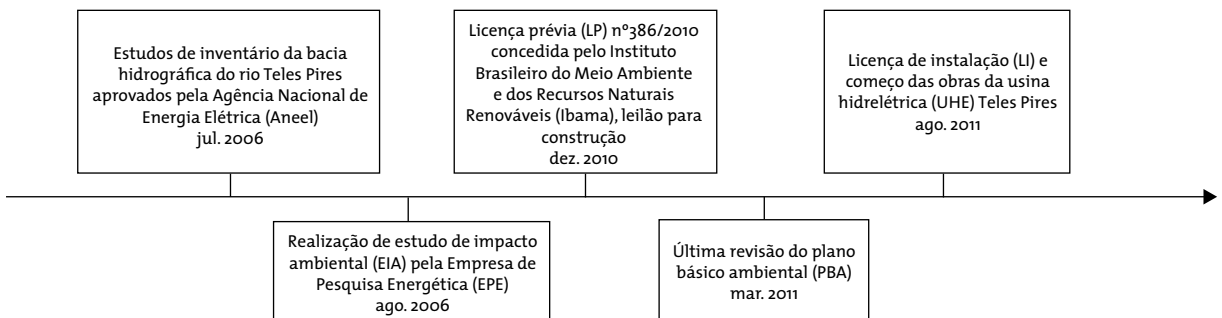 Estudos de inventário da bacia
hidrográfica do rio Teles Pires
aprovados pela Agência Nacional de
Energia Elétrica (Aneel)
jul. 2006
Realização de estudo de impacto
ambiental (EIA) pela Empresa de
Pesquisa Energética (EPE)
ago. 2006
Licença prévia (LP) nº386/2010
concedida pelo Instituto
Brasileiro do Meio Ambiente
e dos Recursos Naturais
Renováveis (Ibama), leilão para
construção
dez. 2010
Última revisão do plano
básico ambiental (PBA)
mar. 2011
Licença de instalação (LI) e
começo das obras da usina
hidrelétrica (UHE) Teles Pires
ago. 2011